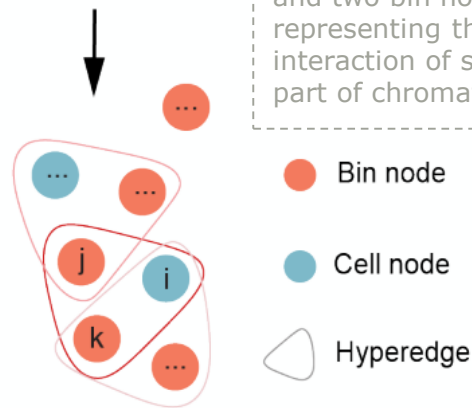 and two bin no
representing th
interaction of s
part of chroma
...
...
...
j
i
k
...
Bin node
Cell node
Hyperedge